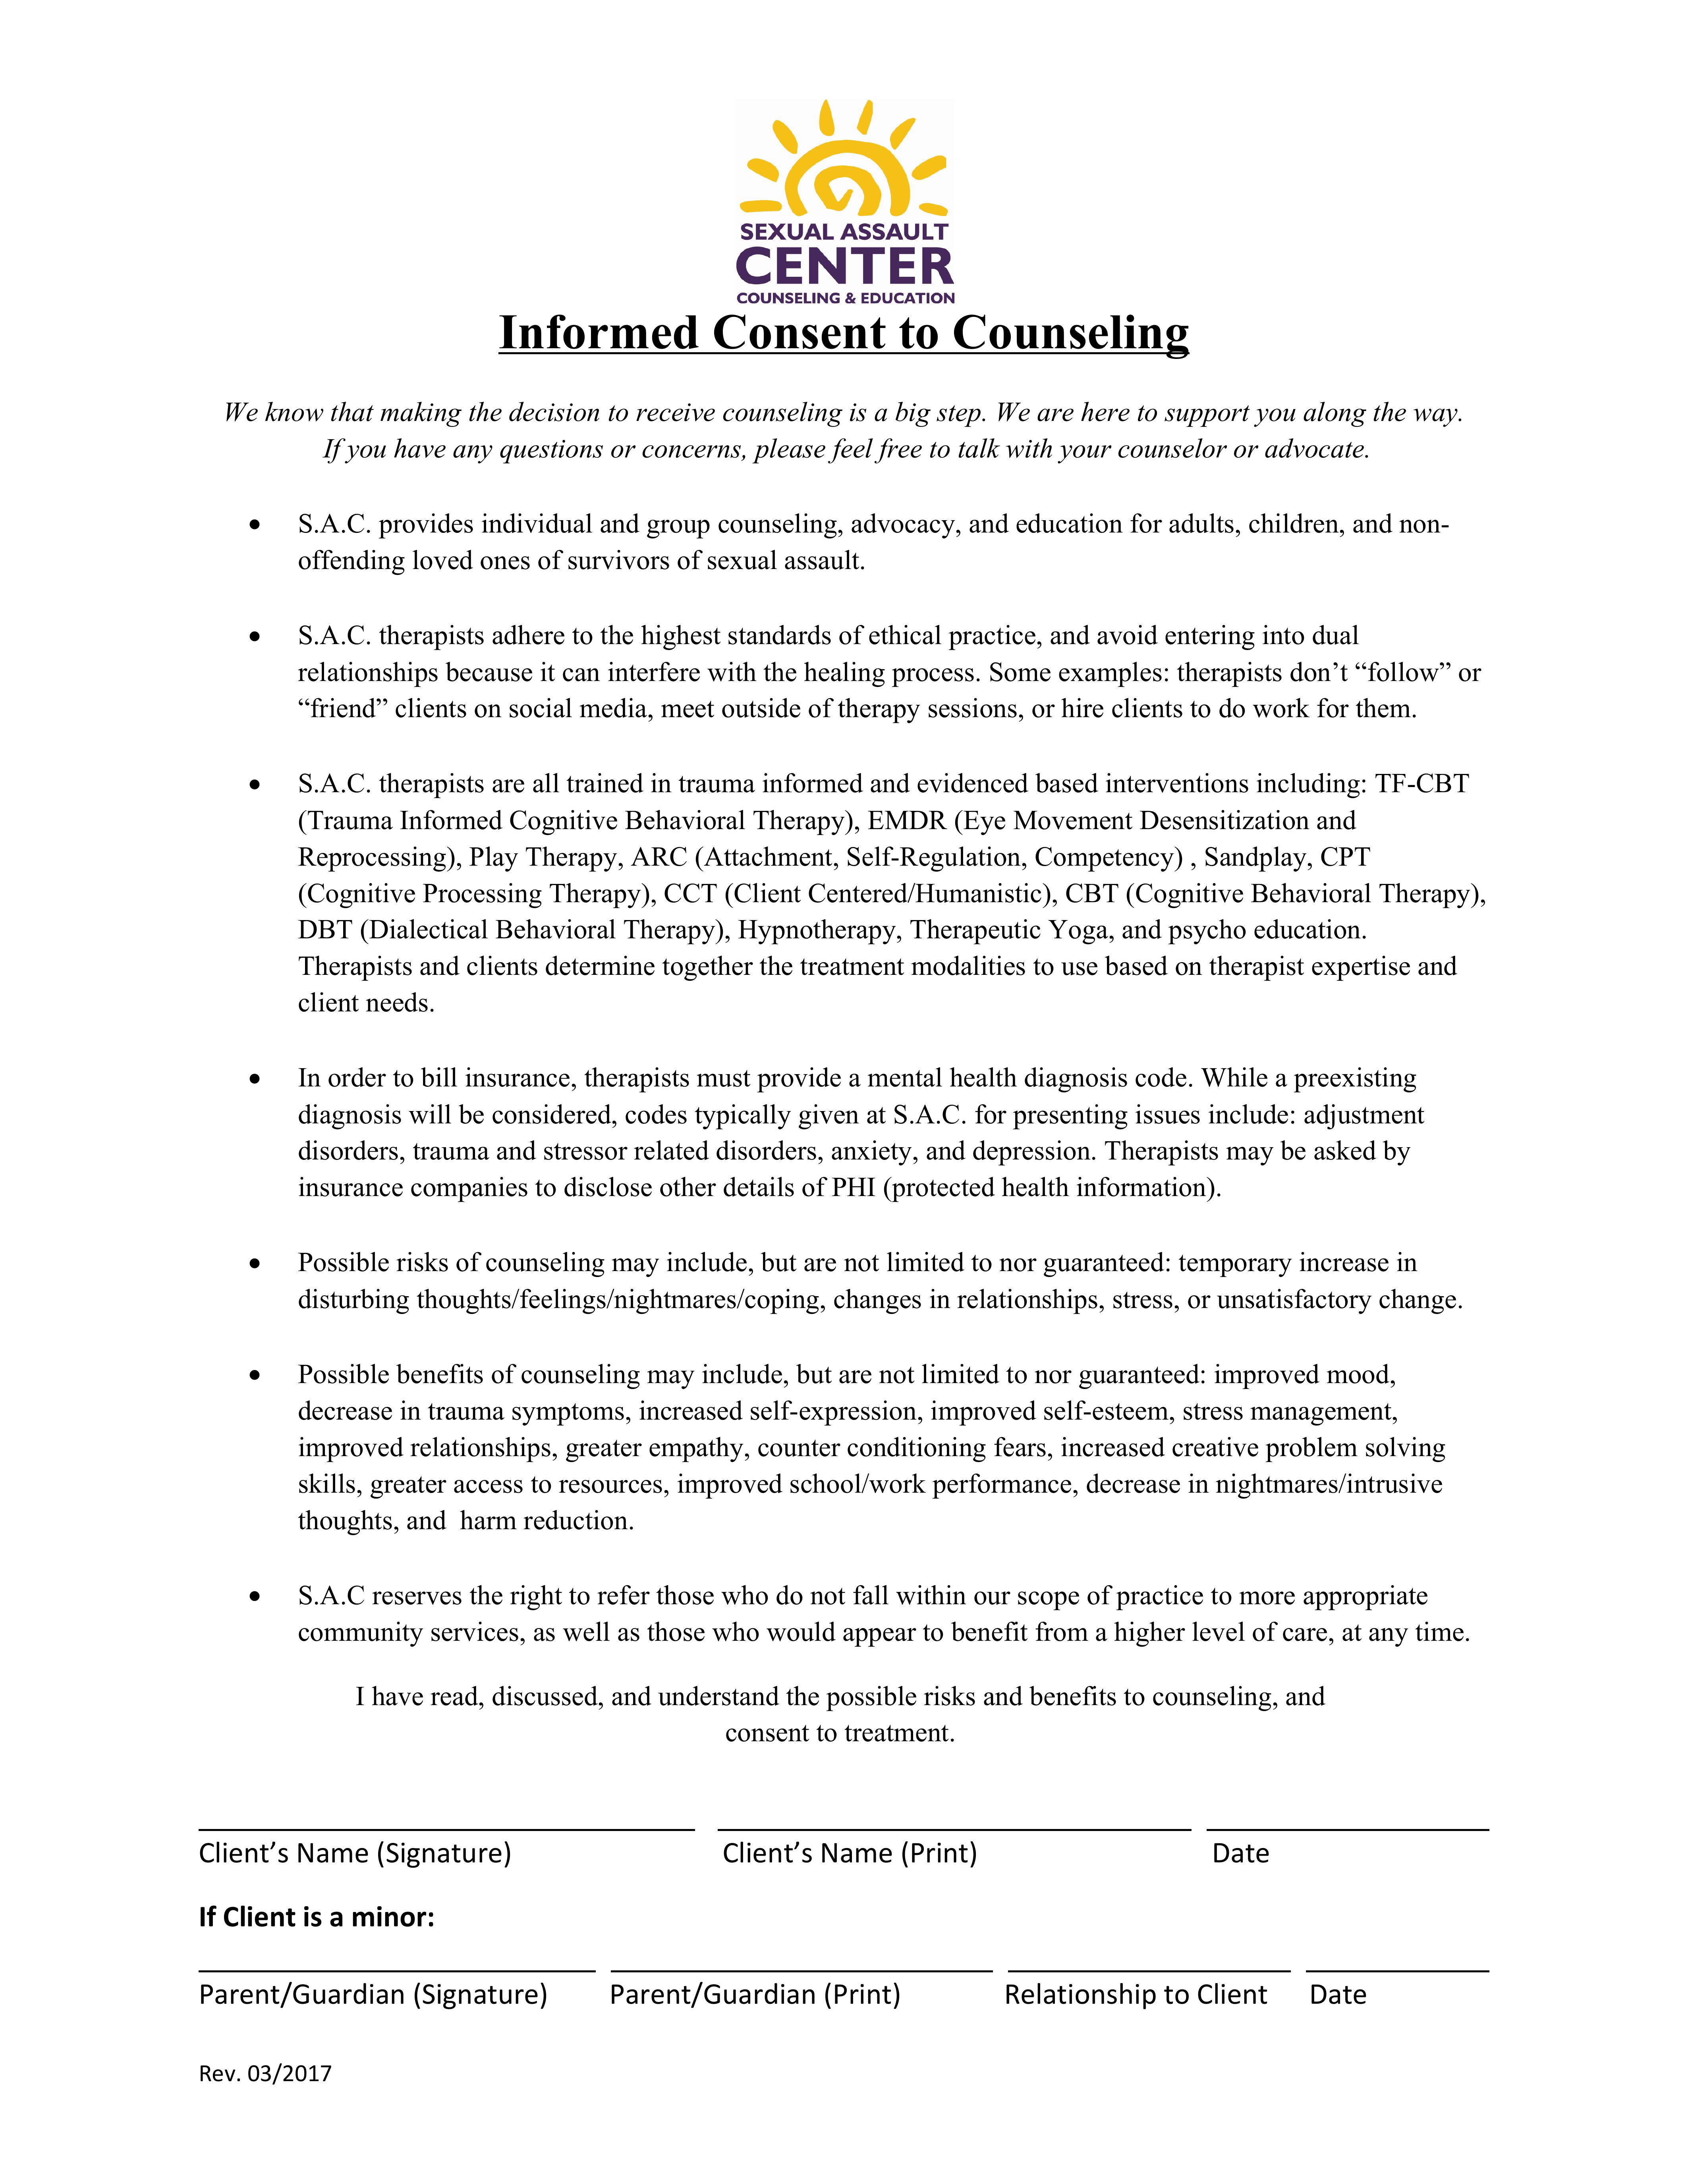 SEXUAL ASSAULT
CENTER
COUNSELING & EDUCATION
Informed Consent to Counseling
We know that making the decision to receive counseling is a big step. We are here to support you along the way.
If you have any questions or concerns, please feel free to talk with your counselor or advocate.
• S.A.C. provides individual and group counseling, advocacy, and education for adults, children, and non-
offending loved ones of survivors of sexual assault.
• S.A.C. therapists adhere to the highest standards of ethical practice, and avoid entering into dual
relationships because it can interfere with the healing process. Some examples: therapists don’t “follow” or
“friend” clients on social media, meet outside of therapy sessions, or hire clients to do work for them.
• S.A.C. therapists are all trained in trauma informed and evidenced based interventions including: TF-CBT
(Trauma Informed Cognitive Behavioral Therapy), EMDR (Eye Movement Desensitization and
Reprocessing), Play Therapy, ARC (Attachment, Self-Regulation, Competency) , Sandplay, CPT
(Cognitive Processing Therapy), CCT (Client Centered/Humanistic), CBT (Cognitive Behavioral Therapy),
DBT (Dialectical Behavioral Therapy), Hypnotherapy, Therapeutic Yoga, and psycho education.
Therapists and clients determine together the treatment modalities to use based on therapist expertise and
client needs.
• In order to bill insurance, therapists must provide a mental health diagnosis code. While a preexisting
diagnosis will be considered, codes typically given at S.A.C. for presenting issues include: adjustment
disorders, trauma and stressor related disorders, anxiety, and depression. Therapists may be asked by
insurance companies to disclose other details of PHI (protected health information).
• Possible risks of counseling may include, but are not limited to nor guaranteed: temporary increase in
disturbing thoughts/feelings/nightmares/coping, changes in relationships, stress, or unsatisfactory change.
• Possible benefits of counseling may include, but are not limited to nor guaranteed: improved mood,
decrease in trauma symptoms, increased self-expression, improved self-esteem, stress management,
improved relationships, greater empathy, counter conditioning fears, increased creative problem solving
skills, greater access to resources, improved school/work performance, decrease in nightmares/intrusive
thoughts, and  harm reduction.
• S.A.C reserves the right to refer those who do not fall within our scope of practice to more appropriate
community services, as well as those who would appear to benefit from a higher level of care, at any time.
I have read, discussed, and understand the possible risks and benefits to counseling, and
consent to treatment.
Client’s Name (Signature) Client’s Name (Print) Date
If Client is a minor:
Parent/Guardian (Signature) Parent/Guardian (Print) Relationship to Client Date
Rev. 03/2017